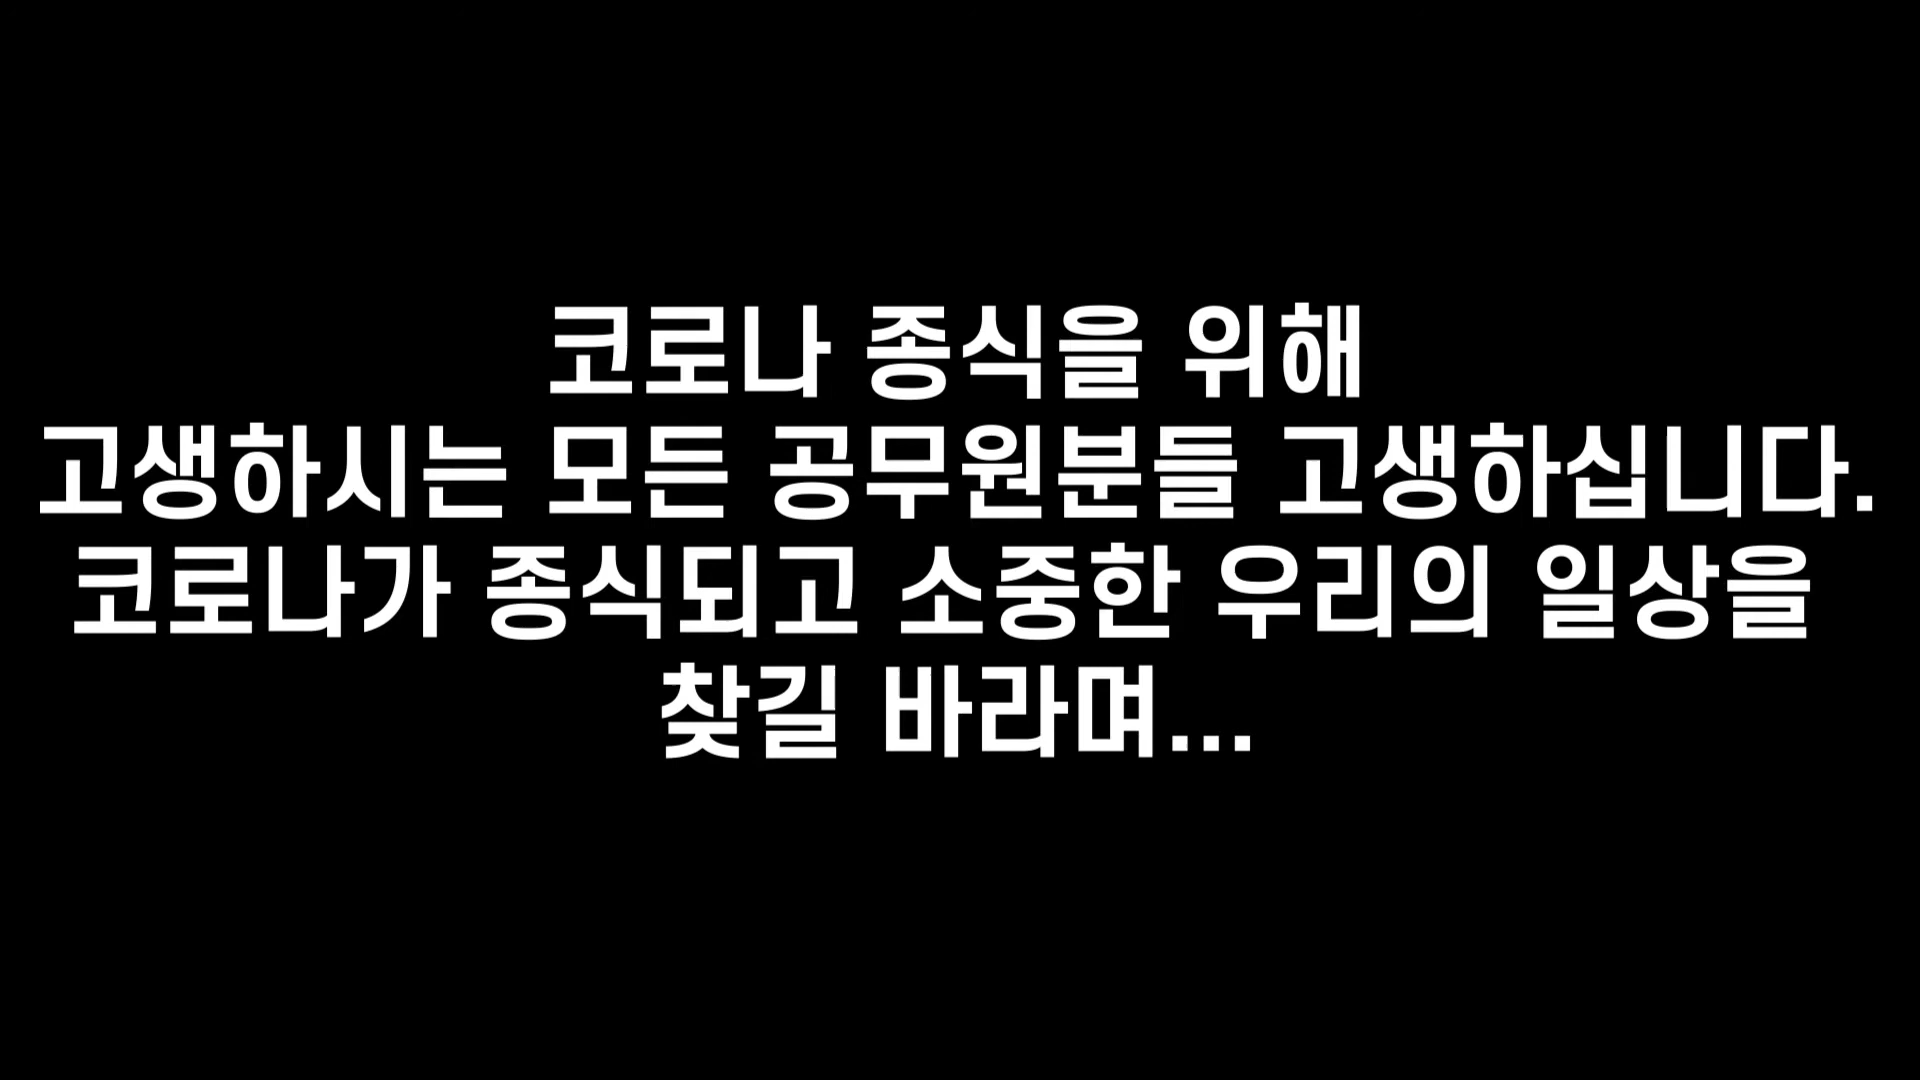 코로나 종식을 위해
고생하시는 모든 공무원분들 고생하십니다.
코로나가 종식되고 소중한 우리의 일상을
찾길 바라며...